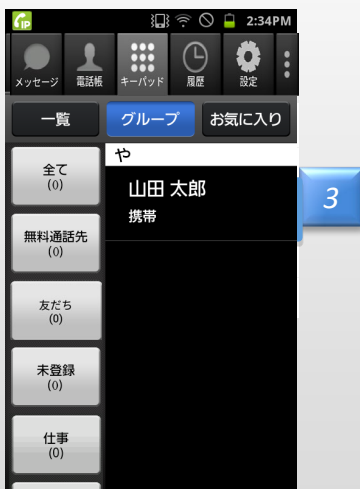 GIP
2:34PM
メッセージ 電話帳 キーパッド 履歴 設定
一覧 グループ お気に入り
や
山田 太郎
携帯
全て
(0)
無料通話先
(0)
友だち
(0)
未登録
(0)
仕事
(0)
3